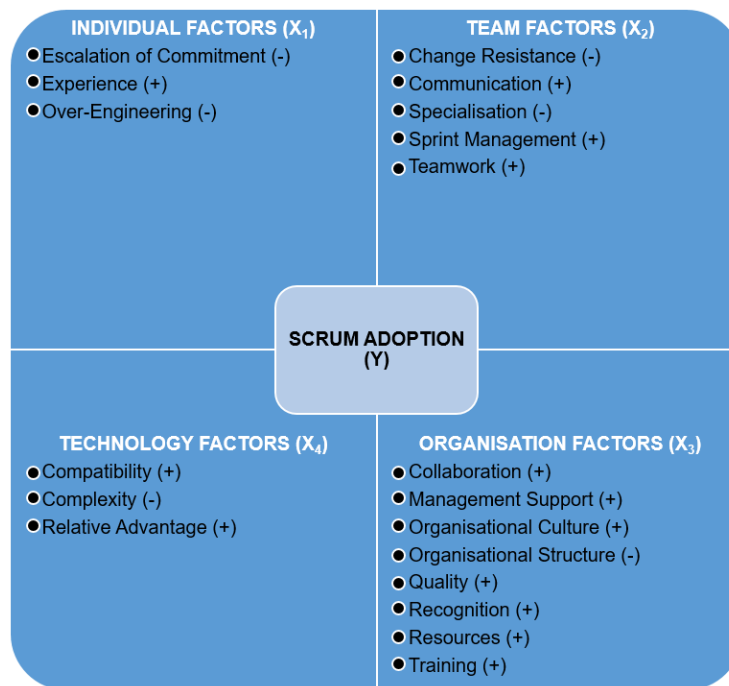 INDIVIDUAL FACTORS (X₁)
●Escalation of Commitment (-)
●Experience (+)
●Over-Engineering (-)
TEAM FACTORS (X₂)
●Change Resistance (-)
●Communication (+)
●Specialisation (-)
●Sprint Management (+)
●Teamwork (+)
SCRUM ADOPTION
(Y)
TECHNOLOGY FACTORS (X₄)
●Compatibility (+)
●Complexity (-)
●Relative Advantage (+)
ORGANISATION FACTORS (X₃)
●Collaboration (+)
●Management Support (+)
●Organisational Culture (+)
●Organisational Structure (-)
●Quality (+)
●Recognition (+)
●Resources (+)
●Training (+)